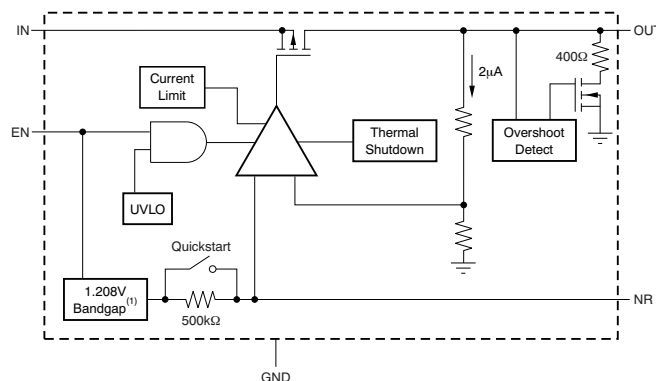 IN
OUT
400Ω
2μA
Current
Limit
EN
Thermal
Shutdown
Overshoot
Detect
UVLO
Quickstart
1.208V
Bandgap(1)
500kΩ
NR
GND